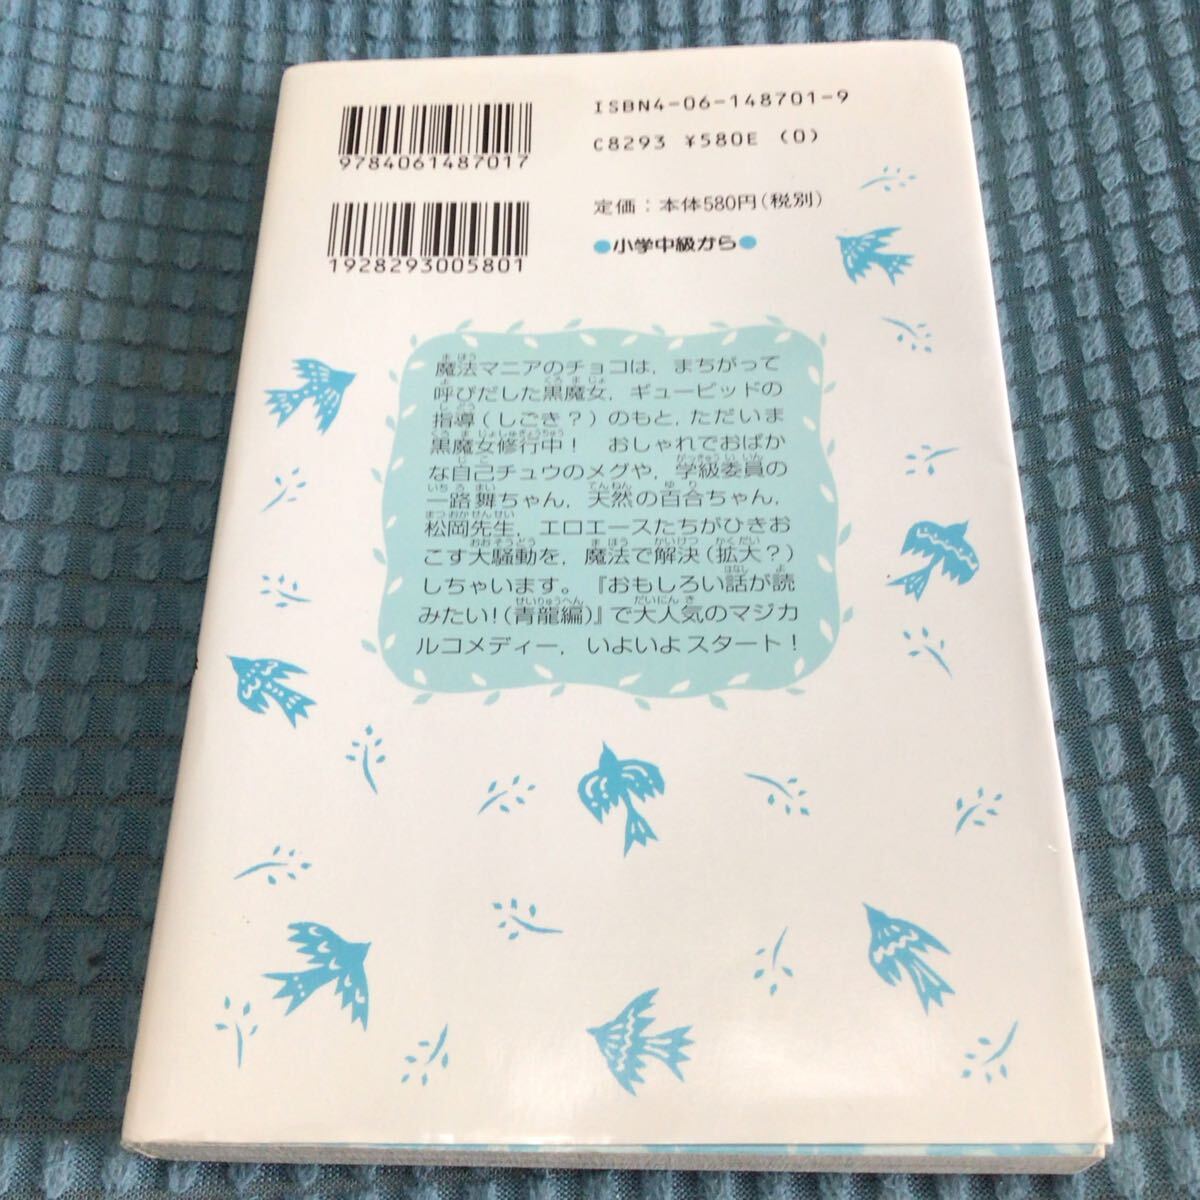 ISBN4-06-148701-9
C8293 ¥580E (0)
9784061487017
定価：本体580円(税別)
●小学中級から●
1928293005801
魔法マニアのチョコは，まちがって
呼びだした黒魔女，ギュービッドの
指導(しごき？)のもと，ただいま
黒魔女修行中！ おしゃれでおばか
な自己チュウのメグや，学級委員の
一路舞ちゃん，天然の百合ちゃん，
松岡先生，エロエースたちがひきお
こす大騒動を，魔法で解決(拡大？)
しちゃいます。『おもしろい話が読
みたい！(青龍編)』で大人気のマジカ
ルコメディー，いよいよスタート！